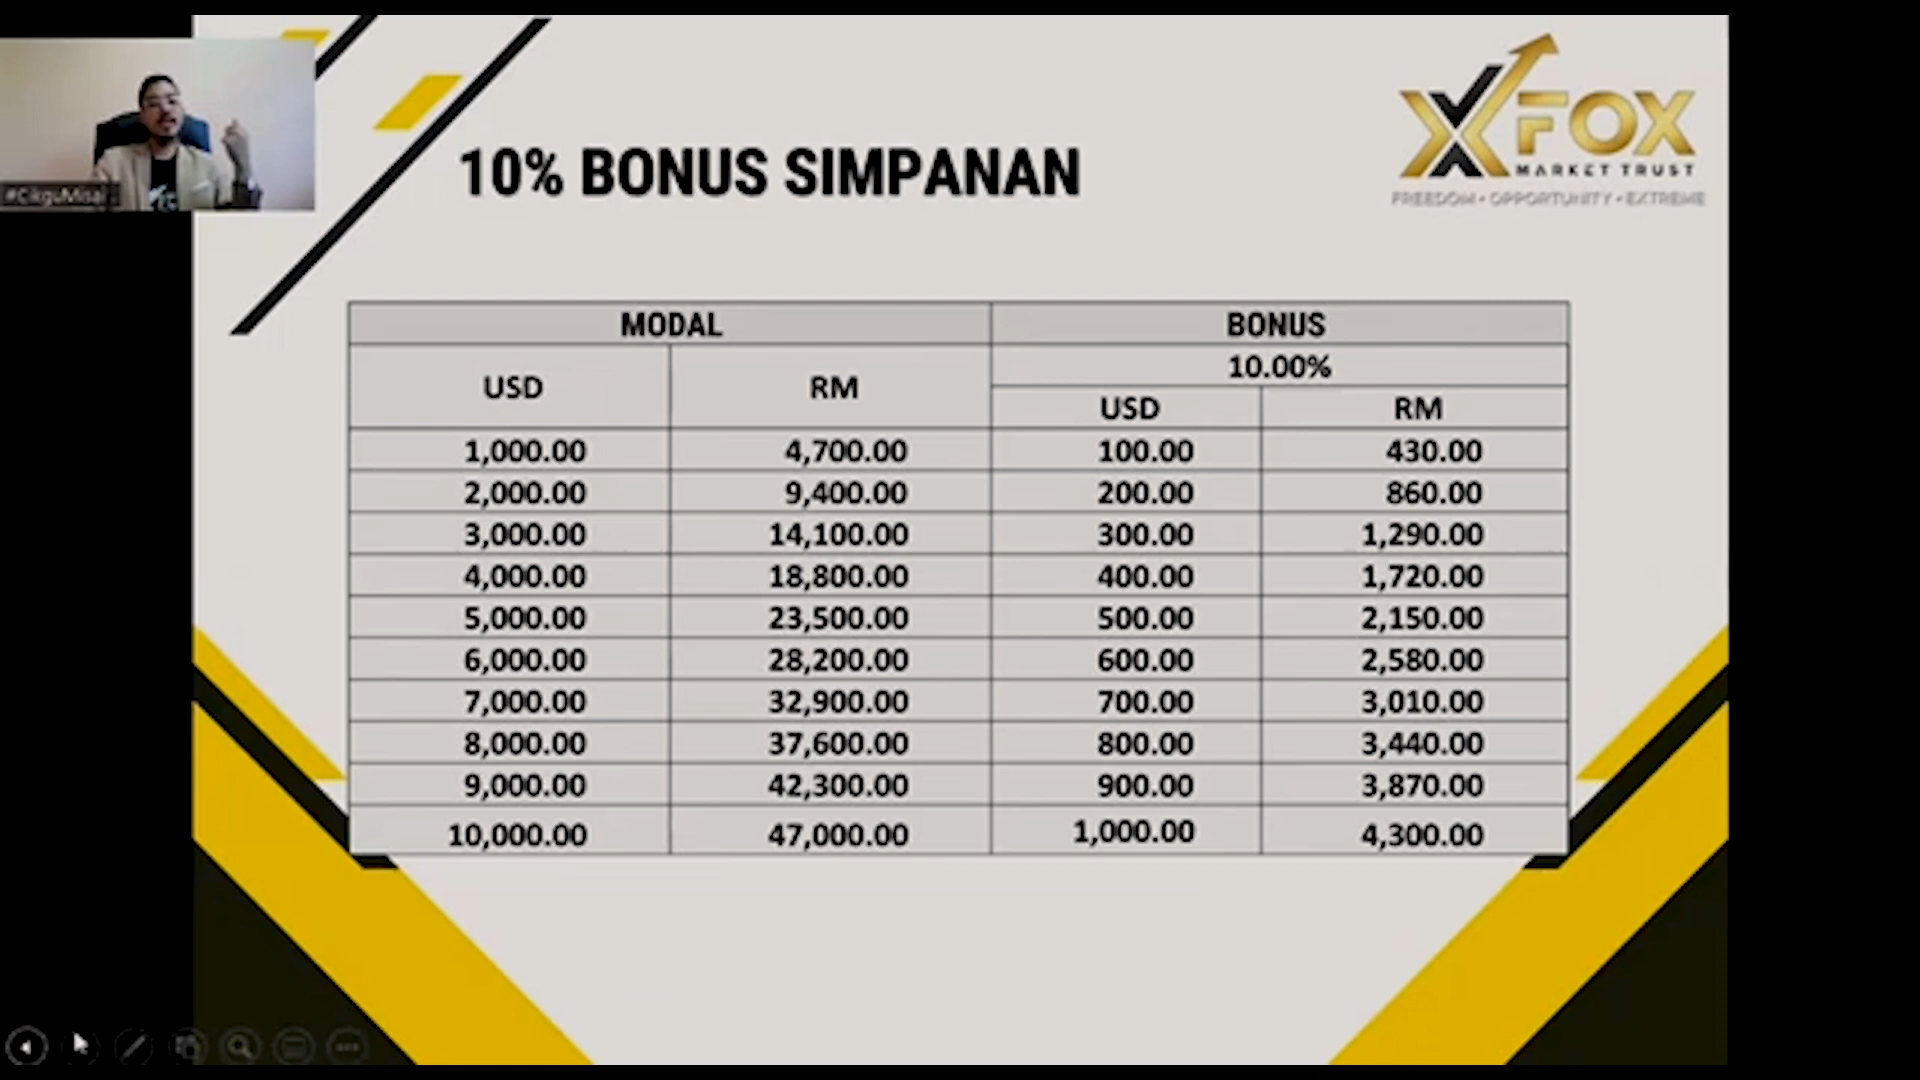 10% BONUS SIMPANAN
XFOX
MARKET TRUST
FREEDOM • OPPORTUNITY • EXTREME
#CikguMisai
MODAL BONUS
10.00%
USD RM
USD RM
1,000.00 4,700.00 100.00 430.00
2,000.00 9,400.00 200.00 860.00
3,000.00 14,100.00 300.00 1,290.00
4,000.00 18,800.00 400.00 1,720.00
5,000.00 23,500.00 500.00 2,150.00
6,000.00 28,200.00 600.00 2,580.00
7,000.00 32,900.00 700.00 3,010.00
8,000.00 37,600.00 800.00 3,440.00
9,000.00 42,300.00 900.00 3,870.00
10,000.00 47,000.00 1,000.00 4,300.00